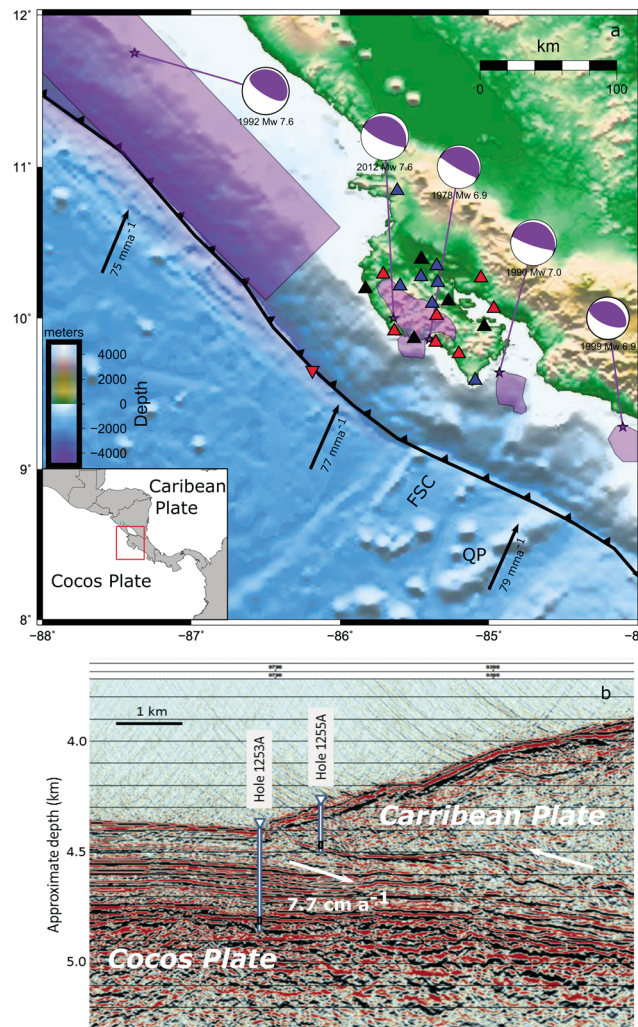 12°
a
km
0
100
1992 Mw 7.6
2012 Mw 7.6
1978 Mw 6.9
11°
75 mma⁻¹
1990 Mw 7.0
10°
1999 Mw 6.9
meters
4000
2000
0
−2000
−4000
Depth
77 mma⁻¹
9°
Caribean
Plate
FSC
QP
79 mma⁻¹
Cocos Plate
8°
−88
−87°
−86°
−85°
b
1 km
Hole 1253A
Hole 1255A
4.0
Carribean Plate
4.5
7.7 cm a⁻¹
Approximate depth (km)
Cocos Plate
5.0